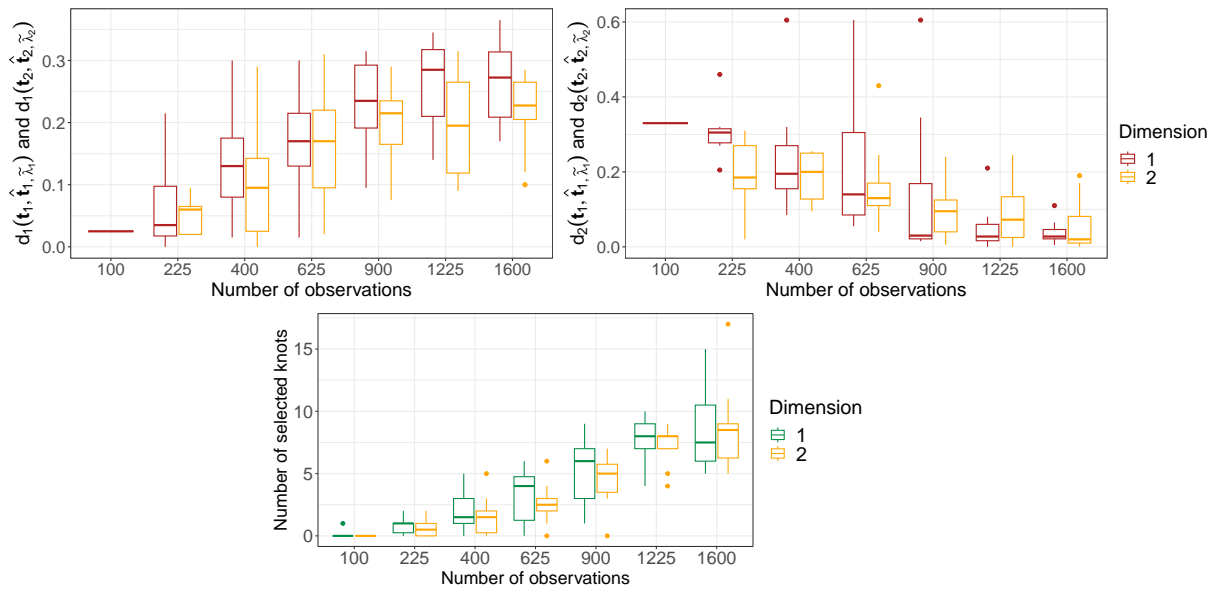 d₁(t₁, t̂₁,λ̃₁) and d₁(t₂, t̂₂,λ̃₂)
0.3
0.2
0.1
0.0
100 225 400 625 900 1225 1600
Number of observations
d₂(t₁, t̂₁,λ̃₁) and d₂(t₂, t̂₂,λ̃₂)
0.6
0.4
0.2
0.0
100 225 400 625 900 1225 1600
Number of observations
Dimension
1
2
Number of selected knots
15
10
5
0
100 225 400 625 900 1225 1600
Number of observations
Dimension
1
2